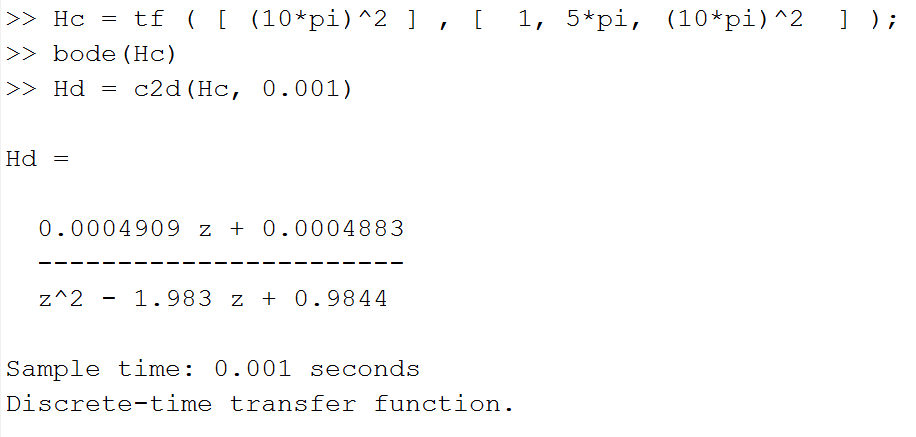 >> Hc = tf ( [ (10*pi)^2 ] , [  1, 5*pi, (10*pi)^2  ] );
>> bode(Hc)
>> Hd = c2d(Hc, 0.001)
Hd =
0.0004909 z + 0.0004883
-----------------------
z^2 - 1.983 z + 0.9844
Sample time: 0.001 seconds
Discrete-time transfer function.